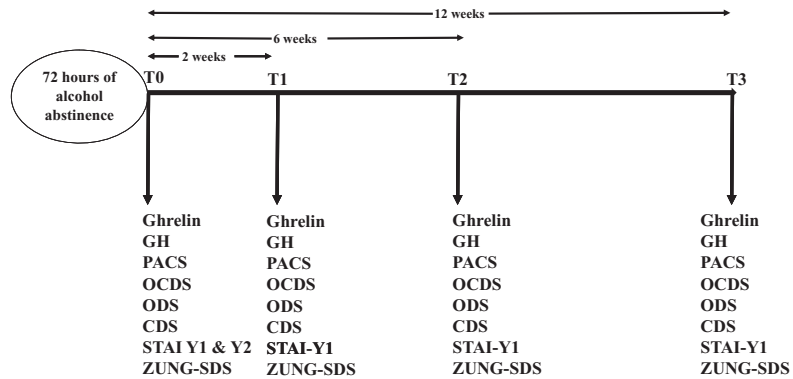 12 weeks
6 weeks
2 weeks
72 hours of
alcohol
abstinence
T0 T1 T2 T3
Ghrelin Ghrelin Ghrelin Ghrelin
GH GH GH GH
PACS PACS PACS PACS
OCDS OCDS OCDS OCDS
ODS ODS ODS ODS
CDS CDS CDS CDS
STAI Y1 & Y2 STAI-Y1 STAI-Y1 STAI-Y1
ZUNG-SDS ZUNG-SDS ZUNG-SDS ZUNG-SDS